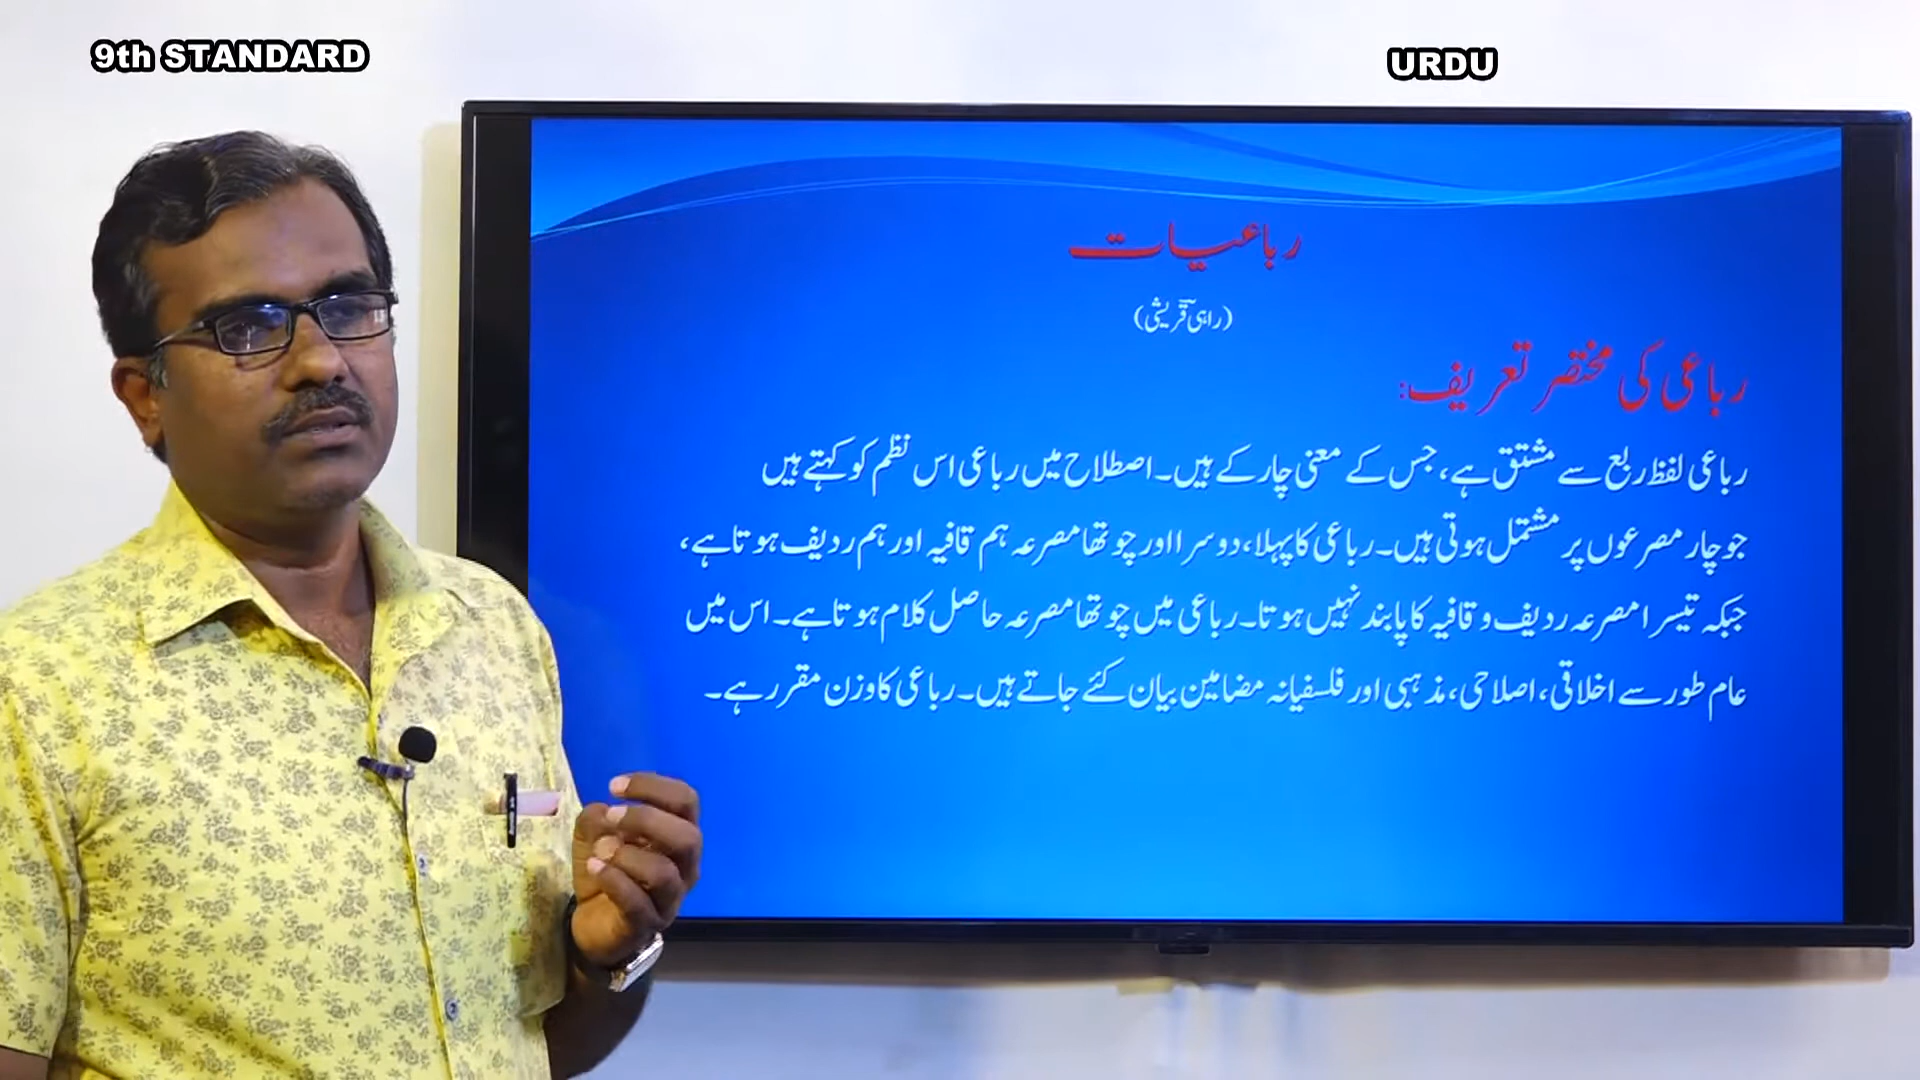 9th STANDARD
URDU
رباعیات
(راہی قریشی)
رباعی کی مختصر تعریف:
رباعی لفظ ربع سے مشتق ہے، جس کے معنی چار کے ہیں۔ اصطلاح میں رباعی اس نظم کو کہتے ہیں
جو چار مصرعوں پر مشتمل ہوتی ہیں۔ رباعی کا پہلا، دوسرا اور چوتھا مصرعہ ہم قافیہ اور ہم ردیف ہوتا ہے،
جبکہ تیسرا مصرعہ ردیف و قافیہ کا پابند نہیں ہوتا۔ رباعی میں چوتھا مصرعہ حاصل کلام ہوتا ہے۔ اس میں
عام طور سے اخلاقی، اصلاحی، مذہبی اور فلسفیانہ مضامین بیان کئے جاتے ہیں۔ رباعی کا وزن مقرر ہے۔